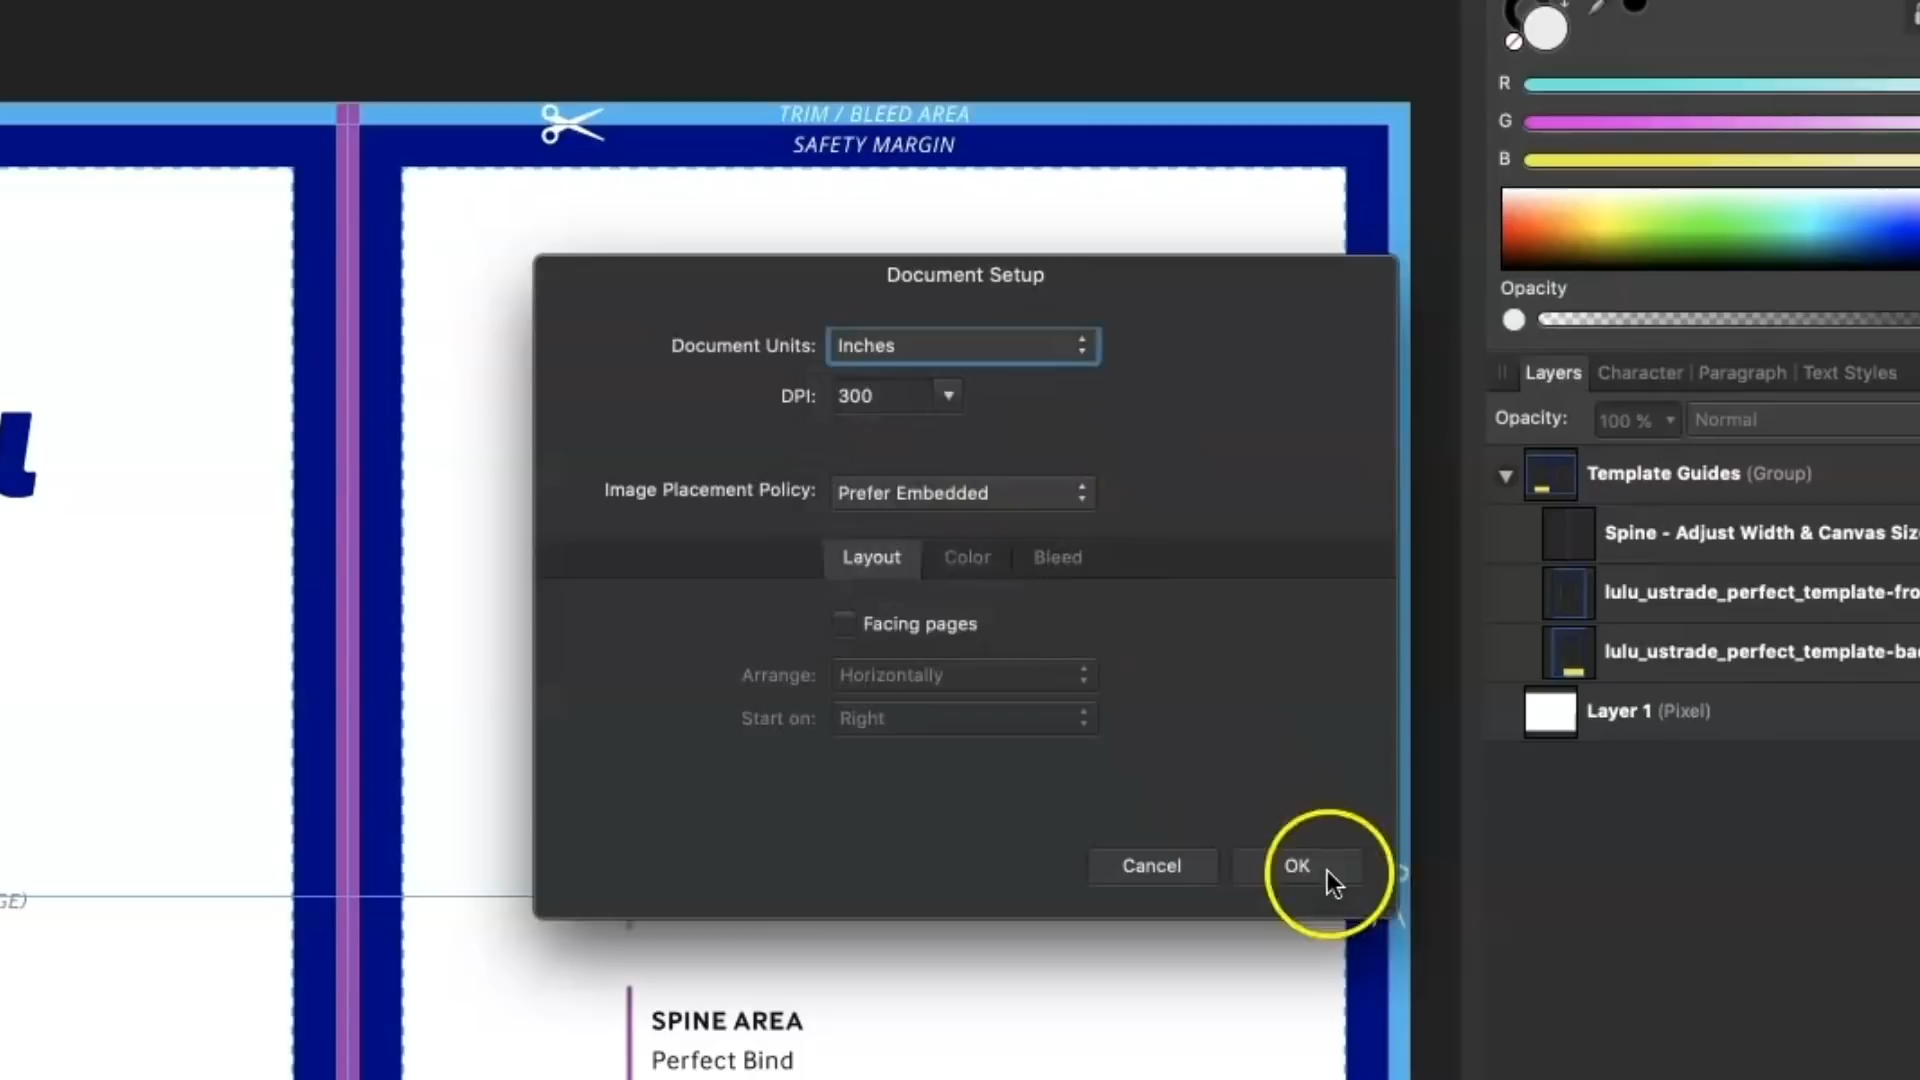 TRIM / BLEED AREA
SAFETY MARGIN
Document Setup
Document Units: Inches
DPI: 300
Image Placement Policy: Prefer Embedded
Layout Color Bleed
Facing pages
Arrange: Horizontally
Start on: Right
Cancel OK
GE)
SPINE AREA
Perfect Bind
R
G
B
Opacity
Layers Character Paragraph Text Styles
Opacity: 100 % Normal
Template Guides (Group)
Spine - Adjust Width & Canvas Siz
lulu_ustrade_perfect_template-fro
lulu_ustrade_perfect_template-ba
Layer 1 (Pixel)